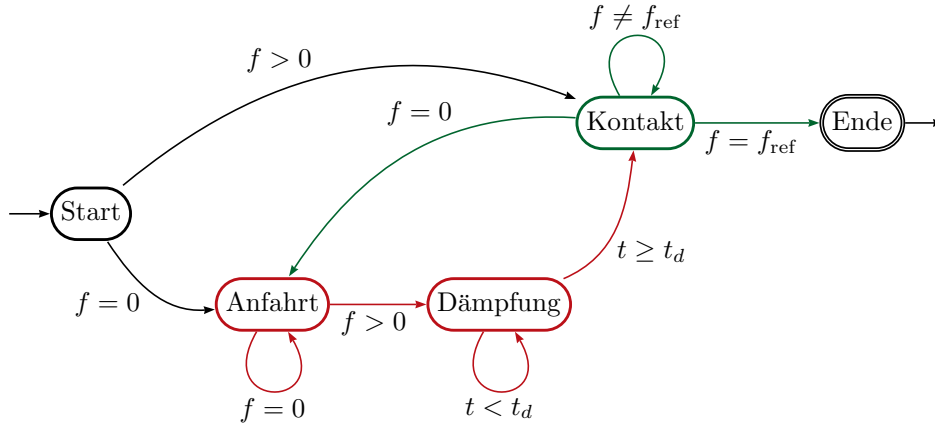 f ≠ f_ref
f > 0
f = 0
Kontakt
Ende
f = f_ref
Start
t ≥ t_d
f = 0
Anfahrt
Dämpfung
f > 0
f = 0
t < t_d